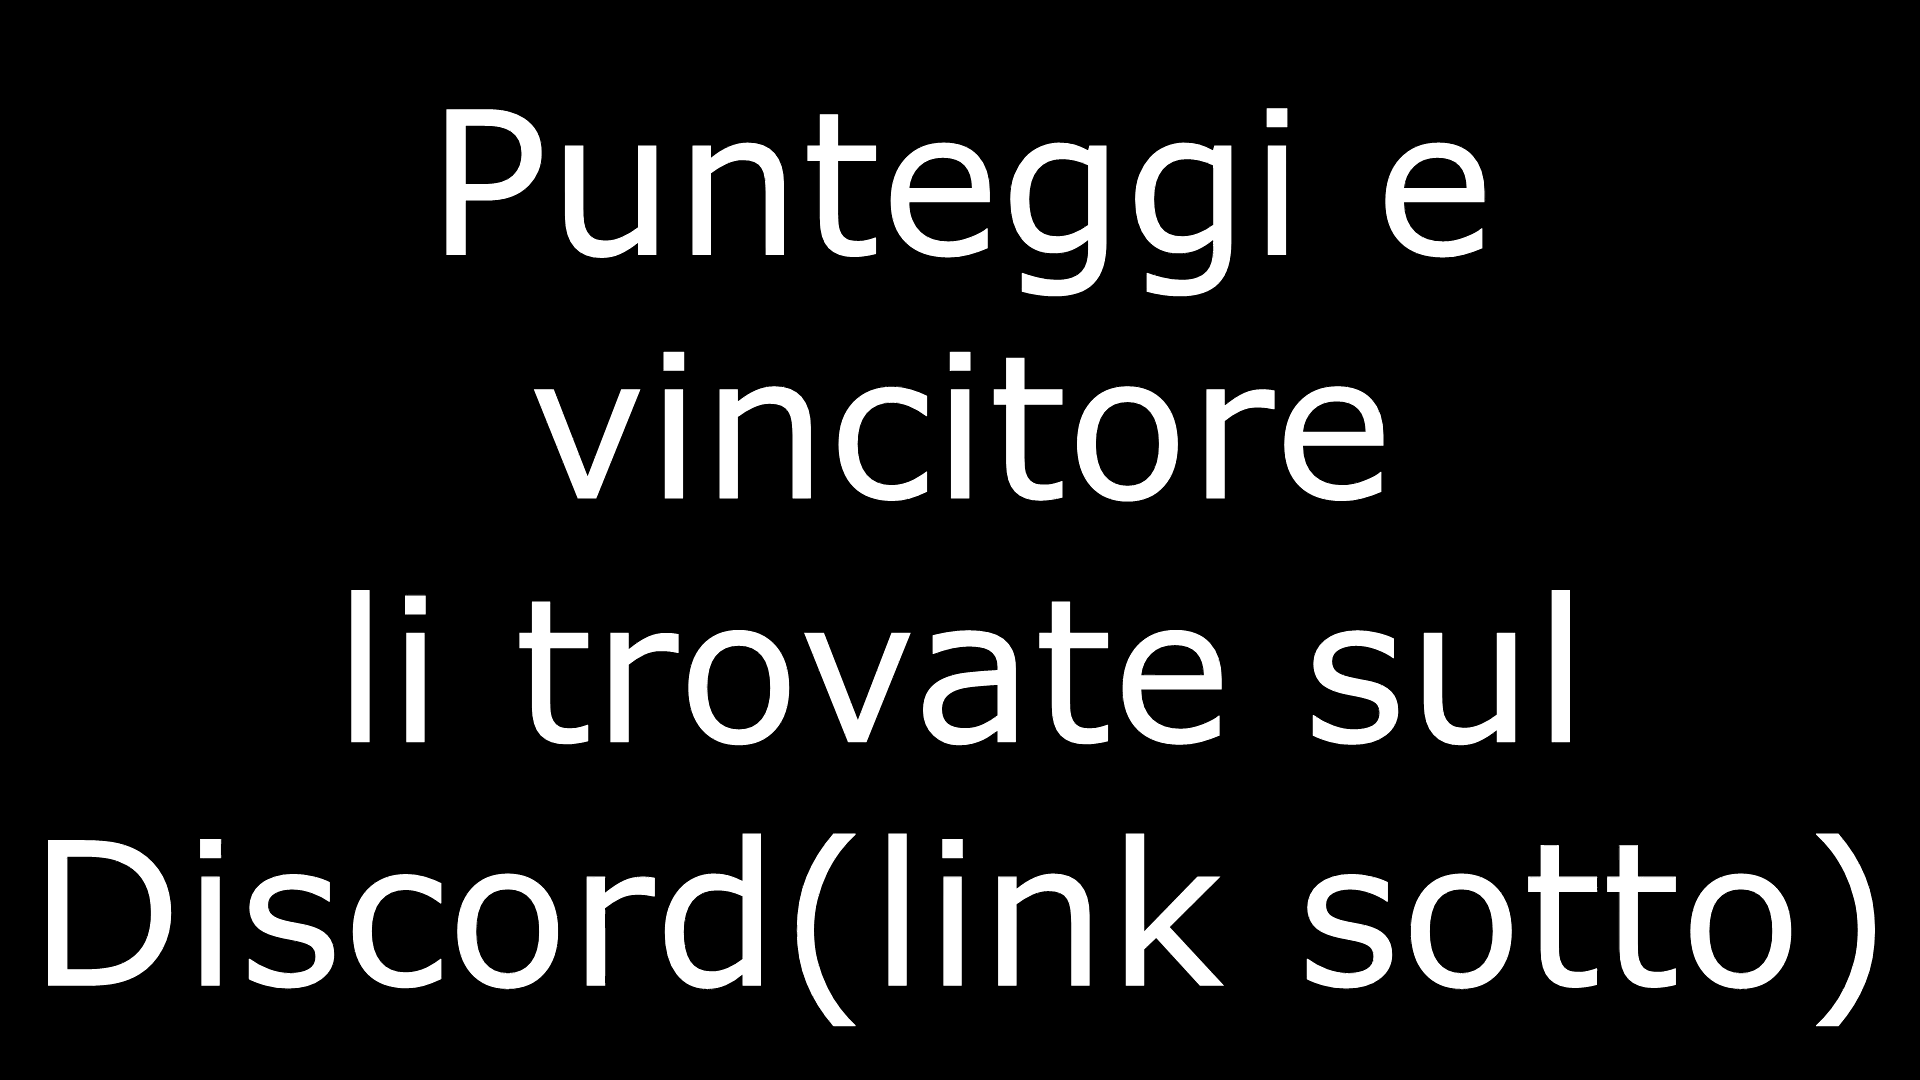 Punteggi e
vincitore
li trovate sul
Discord(link sotto)